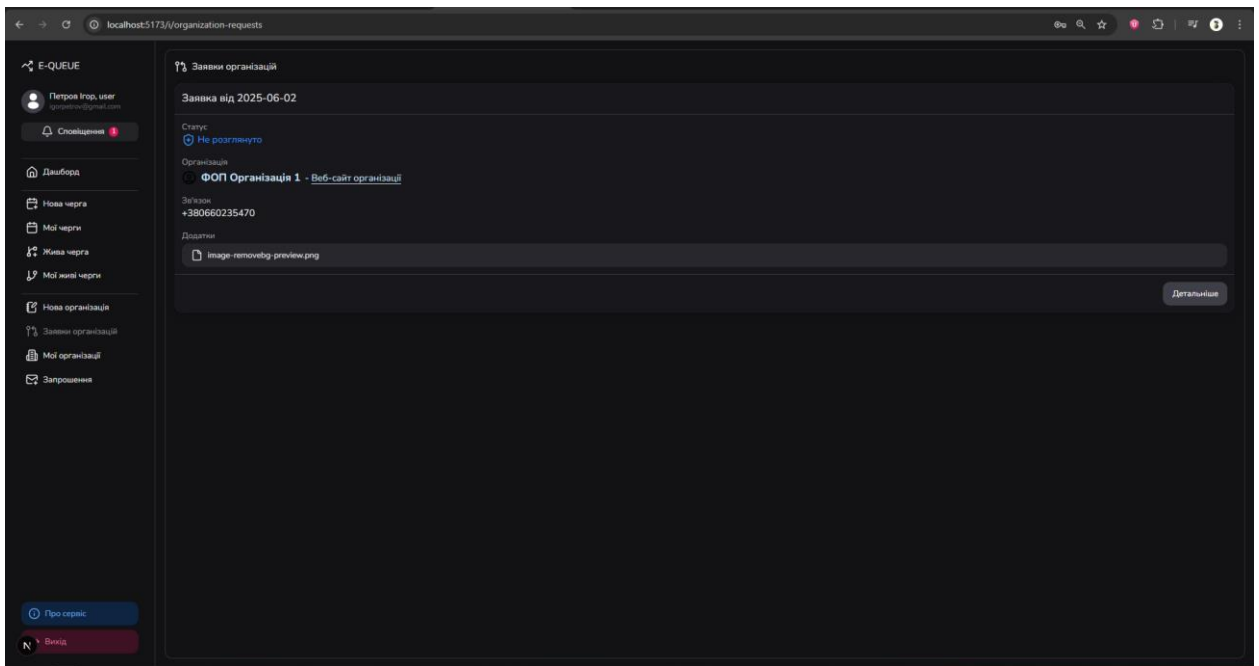 localhost:5173/i/organization-requests
E-QUEUE
Петров Ігор, user
igorpetrov@gmail.com
Сповіщення 1
Дашборд
Нова черга
Мої черги
Жива черга
Мої живі черги
Нова організація
Заявки організацій
Мої організації
Запрошення
Про сервіс
N Вихід
Заявки організацій
Заявка від 2025-06-02
Статус
Не розглянуто
Організація
ФОП Організація 1 - Веб-сайт організації
Зв'язок
+380660235470
Додатки
image-removebg-preview.png
Детальніше